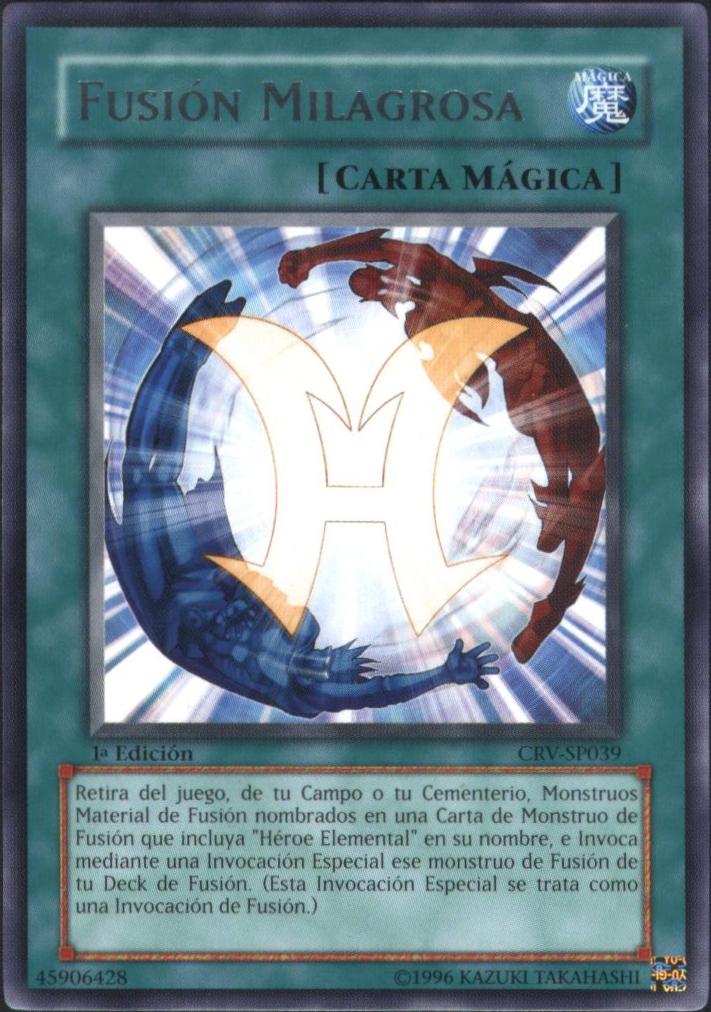 FUSIÓN MILAGROSA
MÁGICA
魔
[CARTA MÁGICA]
1ª Edición
CRV-SP039
Retira del juego, de tu Campo o tu Cementerio, Monstruos
Material de Fusión nombrados en una Carta de Monstruo de
Fusión que incluya "Héroe Elemental" en su nombre, e Invoca
mediante una Invocación Especial ese monstruo de Fusión de
tu Deck de Fusión. (Esta Invocación Especial se trata como
una Invocación de Fusión.)
45906428
©1996 KAZUKI TAKAHASHI